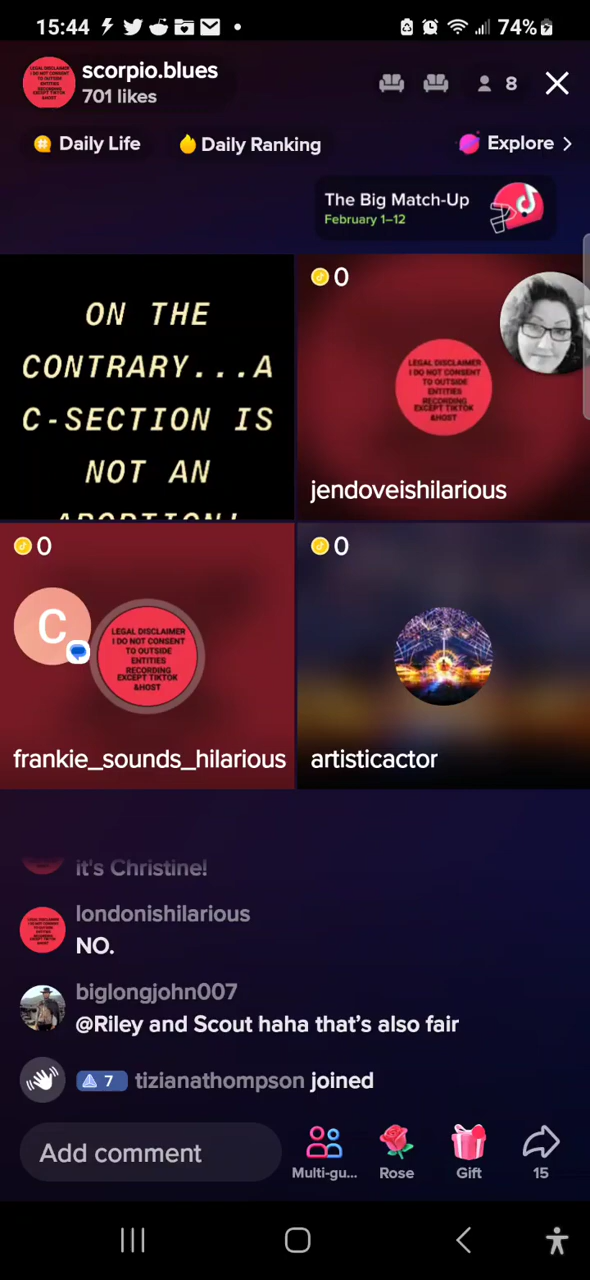 15:44
74%
scorpio.blues
701 likes
8
Daily Life
Daily Ranking
Explore >
The Big Match-Up
February 1–12
ON THE
CONTRARY...A
C-SECTION IS
NOT AN
ABORTION!
0
LEGAL DISCLAIMER
I DO NOT CONSENT
TO OUTSIDE
ENTITIES
RECORDING
EXCEPT TIKTOK
&HOST
jendoveishilarious
0
C
LEGAL DISCLAIMER
I DO NOT CONSENT
TO OUTSIDE
ENTITIES
RECORDING
EXCEPT TIKTOK
&HOST
frankie_sounds_hilarious
0
artisticactor
it's Christine!
londonishilarious
NO.
biglongjohn007
@Riley and Scout haha that's also fair
7 tizianathompson joined
Add comment
Multi-gu...
Rose
Gift
15